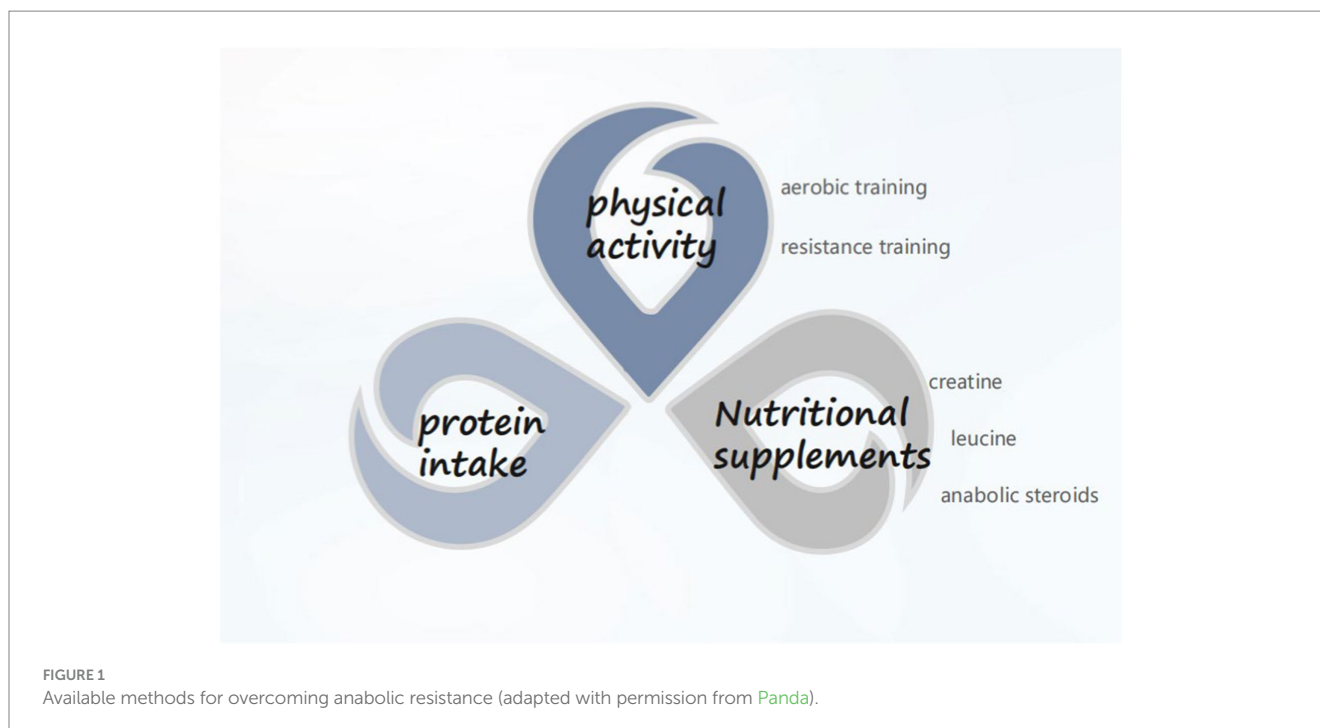 physical
activity
aerobic training
resistance training
protein
intake
Nutritional
supplements
creatine
leucine
anabolic steroids
FIGURE 1
Available methods for overcoming anabolic resistance (adapted with permission from Panda).